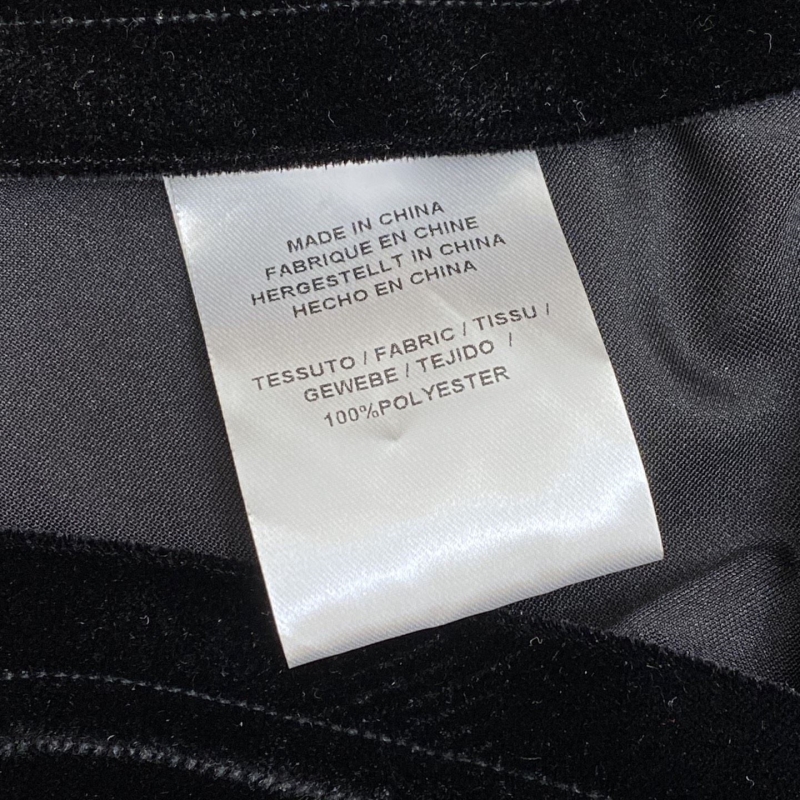 MADE IN CHINA
FABRIQUE EN CHINE
HERGESTELLT IN CHINA
HECHO EN CHINA
TESSUTO / FABRIC / TISSU /
GEWEBE / TEJIDO /
100%POLYESTER